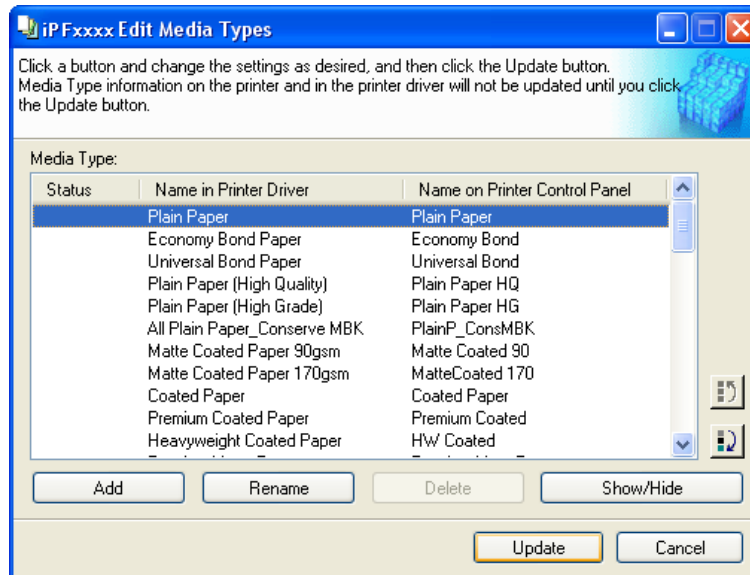 iPFxxxx Edit Media Types
Click a button and change the settings as desired, and then click the Update button.
Media Type information on the printer and in the printer driver will not be updated until you click
the Update button.
Media Type:
Status Name in Printer Driver Name on Printer Control Panel
Plain Paper Plain Paper
Economy Bond Paper Economy Bond
Universal Bond Paper Universal Bond
Plain Paper (High Quality) Plain Paper HQ
Plain Paper (High Grade) Plain Paper HG
All Plain Paper_Conserve MBK PlainP_ConsMBK
Matte Coated Paper 90gsm Matte Coated 90
Matte Coated Paper 170gsm MatteCoated 170
Coated Paper Coated Paper
Premium Coated Paper Premium Coated
Heavyweight Coated Paper HW Coated
Add Rename Delete Show/Hide
Update Cancel